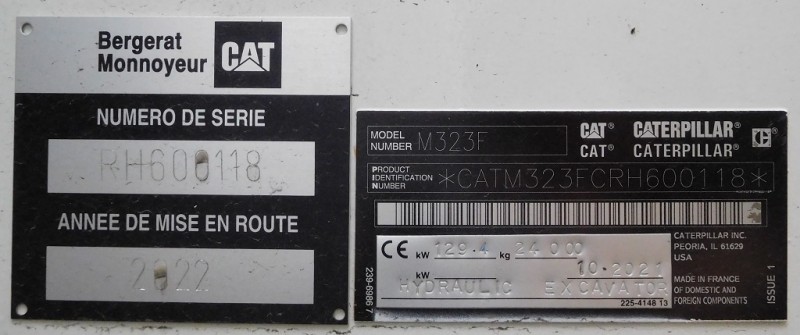 Bergerat
Monnoyeur CAT
NUMERO DE SERIE
RH600118
ANNEE DE MISE EN ROUTE
2022
MODEL
NUMBER M323F
CAT® CATERPILLAR®
CAT® CATERPILLAR®
PRODUCT
IDENTIFICATION
NUMBER *CATM323FCRH600118*
CE kW 129.4 kg 24 000
kW 10.2021
HYDRAULIC EXCAVATOR
239-6986 7
225-4148 13
CATERPILLAR INC.
PEORIA, IL 61629
USA
MADE IN FRANCE
OF DOMESTIC AND
FOREIGN COMPONENTS
ISSUE 1